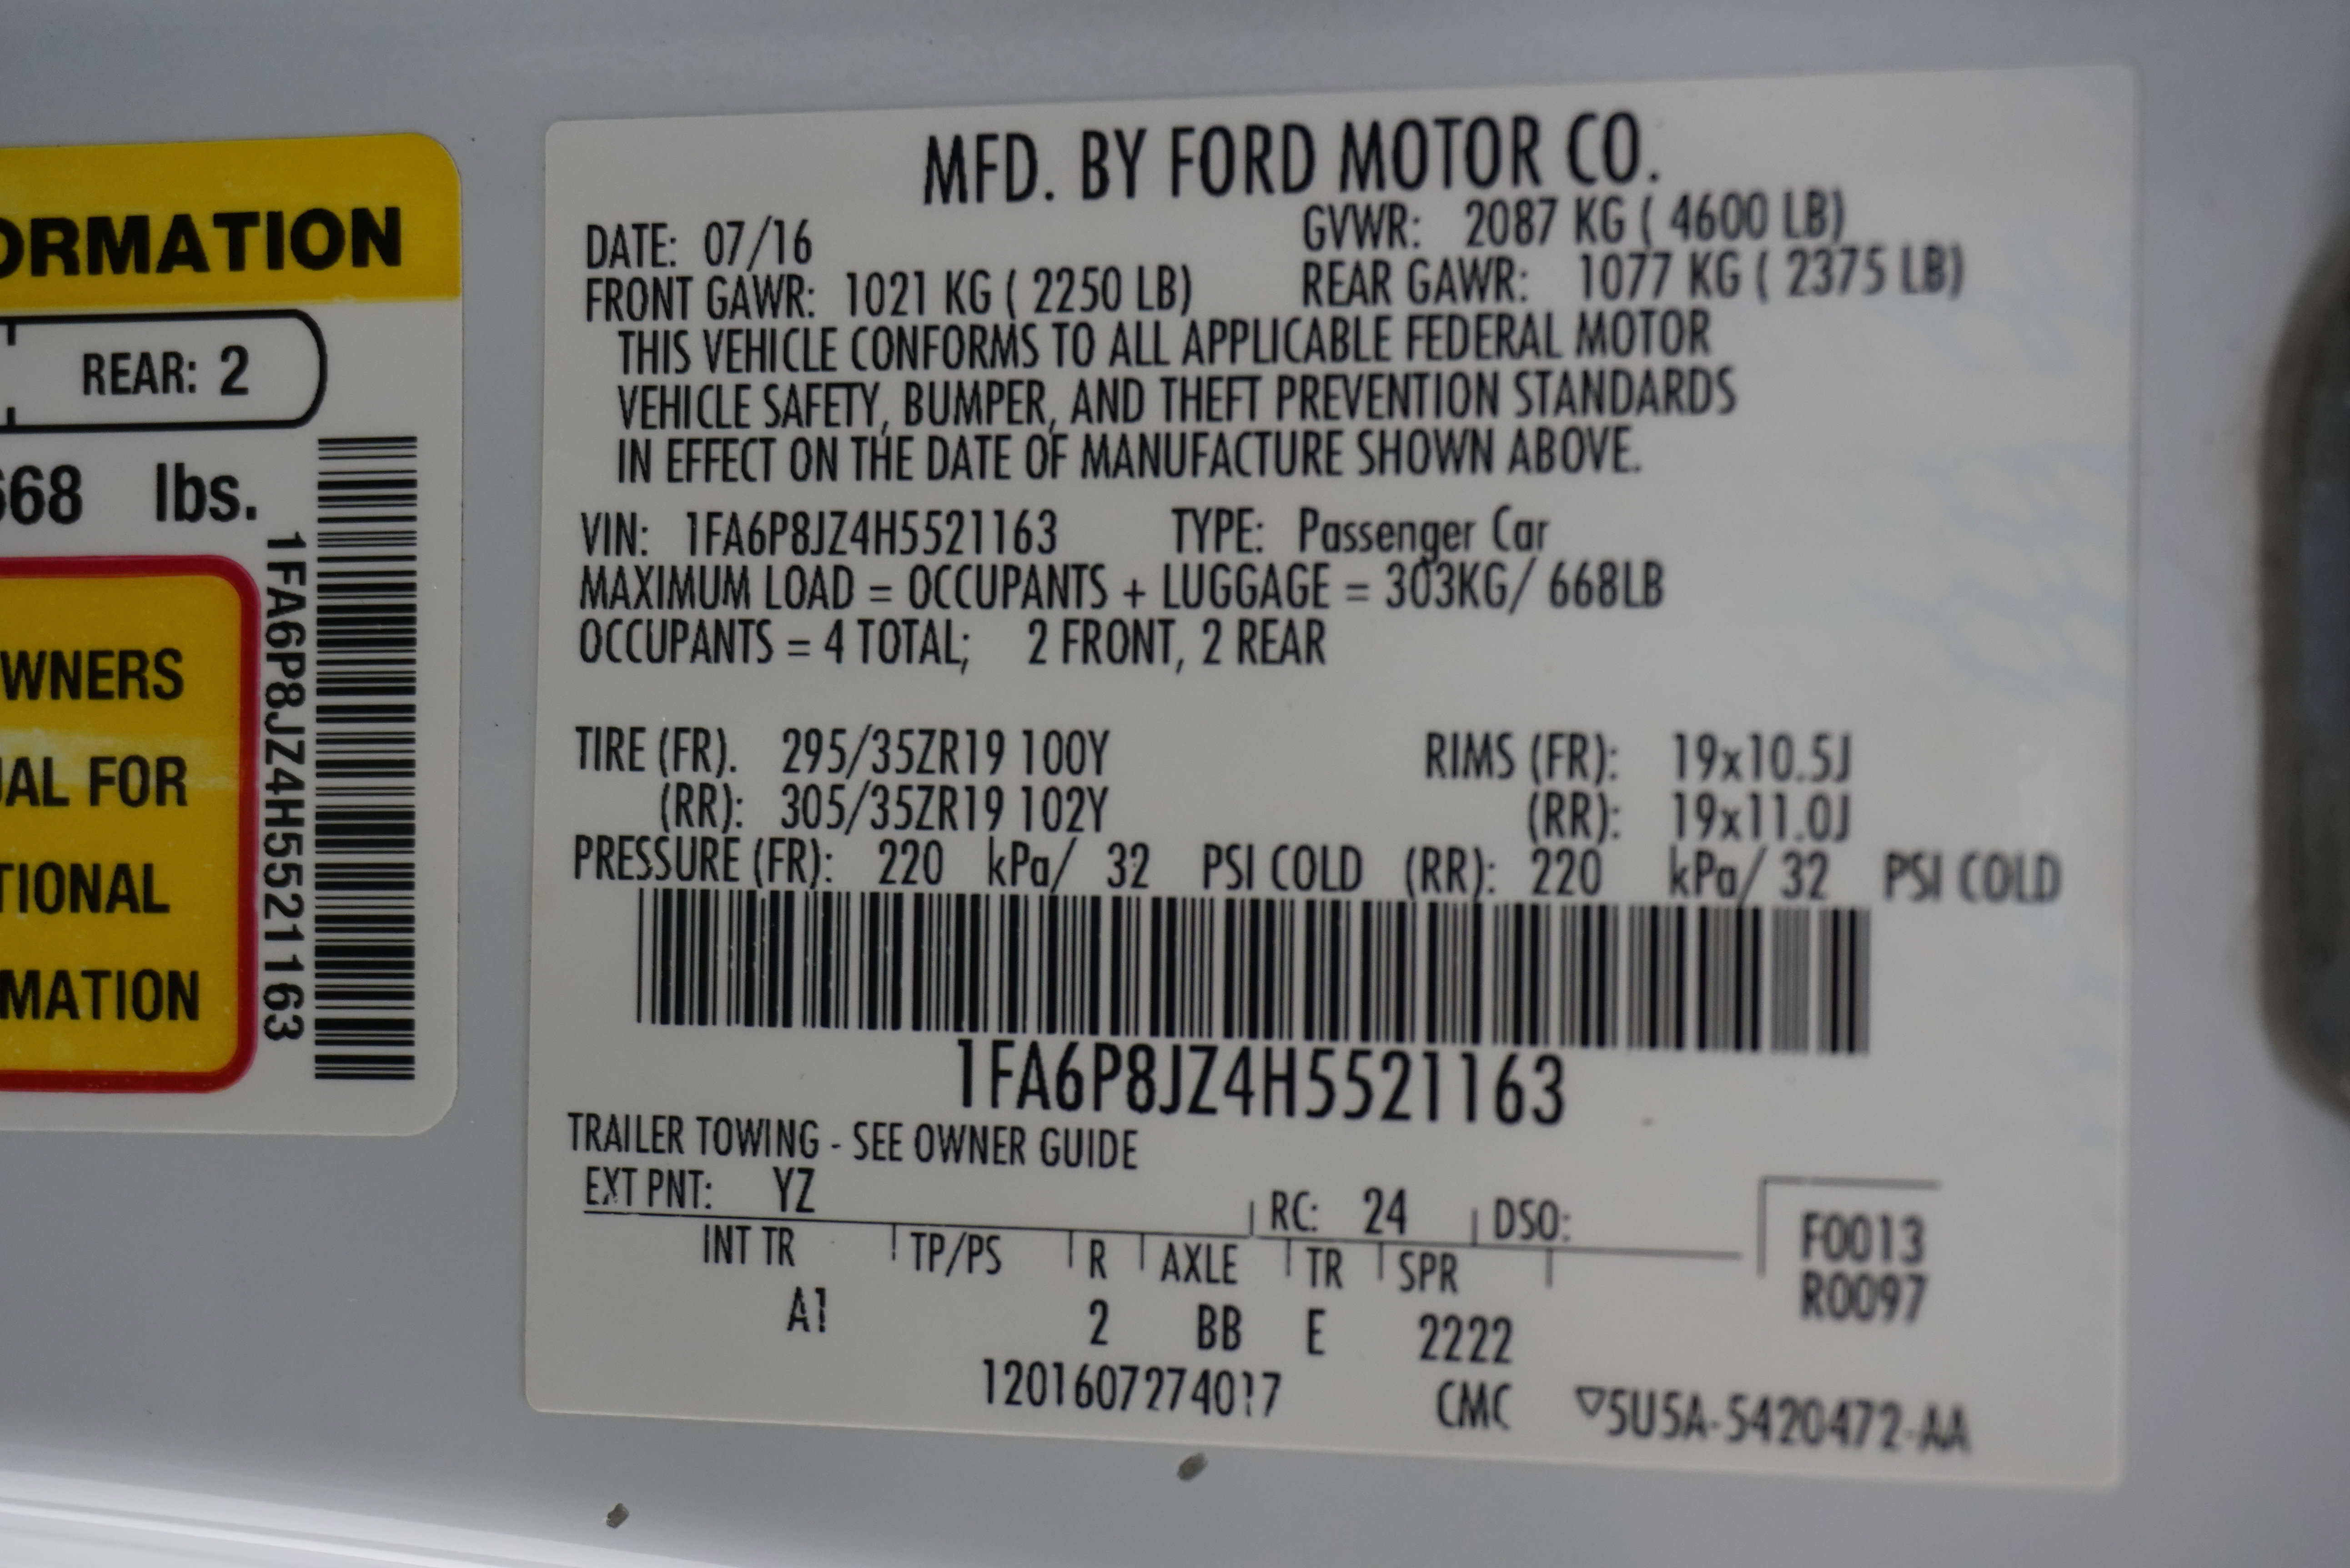 ORMATION
REAR: 2
668 lbs.
WNERS
UAL FOR
TIONAL
MATION
1FA6P8JZ4H5521163
MFD. BY FORD MOTOR CO.
DATE: 07/16 GVWR: 2087 KG ( 4600 LB)
FRONT GAWR: 1021 KG ( 2250 LB) REAR GAWR: 1077 KG ( 2375 LB)
THIS VEHICLE CONFORMS TO ALL APPLICABLE FEDERAL MOTOR
VEHICLE SAFETY, BUMPER, AND THEFT PREVENTION STANDARDS
IN EFFECT ON THE DATE OF MANUFACTURE SHOWN ABOVE.
VIN: 1FA6P8JZ4H5521163 TYPE: Passenger Car
MAXIMUM LOAD = OCCUPANTS + LUGGAGE = 303KG/ 668LB
OCCUPANTS = 4 TOTAL; 2 FRONT, 2 REAR
TIRE (FR). 295/35ZR19 100Y RIMS (FR): 19x10.5J
(RR): 305/35ZR19 102Y (RR): 19x11.0J
PRESSURE (FR): 220 kPa/ 32 PSI COLD (RR): 220 kPa/ 32 PSI COLD
1FA6P8JZ4H5521163
TRAILER TOWING - SEE OWNER GUIDE
EXT PNT: YZ RC: 24 DSO:
INT TR TP/PS R AXLE TR SPR
F0013
R0097
A1 2 BB E 2222
1201607274017 CMC ▽5U5A-5420472-AA